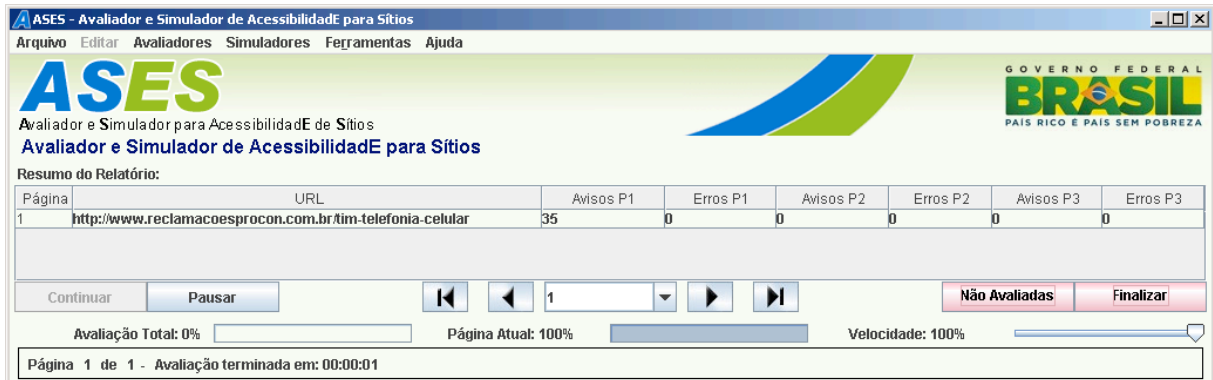 ASES - Avaliador e Simulador de AcessibilidadE para Sítios
Arquivo Editar Avaliadores Simuladores Ferramentas Ajuda
ASES
Avaliador e Simulador para AcessibilidadE de Sítios
Avaliador e Simulador de AcessibilidadE para Sítios
GOVERNO FEDERAL
BRASIL
PAÍS RICO É PAÍS SEM POBREZA
Resumo do Relatório:
Página URL Avisos P1 Erros P1 Avisos P2 Erros P2 Avisos P3 Erros P3
1 http://www.reclamacoesprocon.com.br/tim-telefonia-celular 35 0 0 0 0 0
Continuar Pausar 1 Não Avaliadas Finalizar
Avaliação Total: 0% Página Atual: 100% Velocidade: 100%
Página 1 de 1 - Avaliação terminada em: 00:00:01